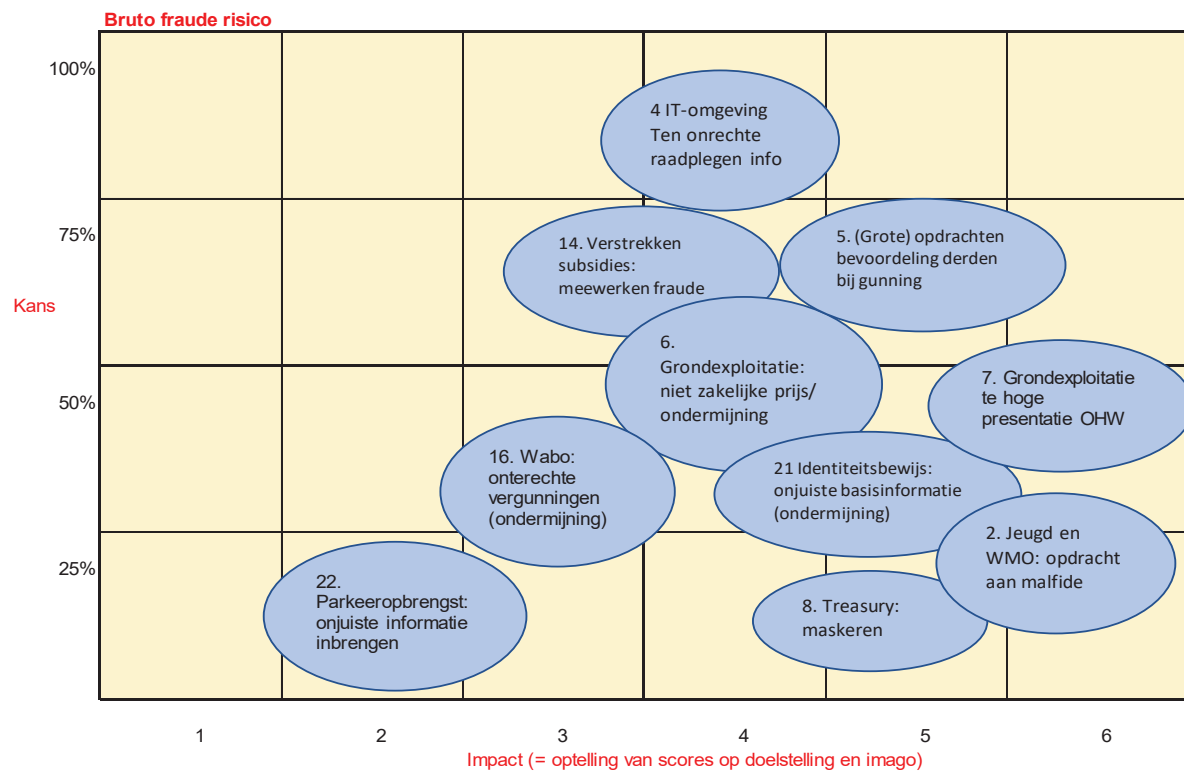 Bruto fraude risico
100%
4 IT-omgeving
Ten onrechte
raadplegen info
75%
14. Verstrekken
subsidies:
meewerken fraude
5. (Grote) opdrachten
bevoordeling derden
bij gunning
Kans
6.
Grondexploitatie:
niet zakelijke prijs/
ondermijning
7. Grondexploitatie
te hoge
presentatie OHW
50%
16. Wabo:
onterechte
vergunningen
(ondermijning)
21 Identiteitsbewijs:
onjuiste basisinformatie
(ondermijning)
2. Jeugd en
WMO: opdracht
aan malfide
25%
22.
Parkeeropbrengst:
onjuiste informatie
inbrengen
8. Treasury:
maskeren
1 2 3 4 5 6
Impact (= optelling van scores op doelstelling en imago)